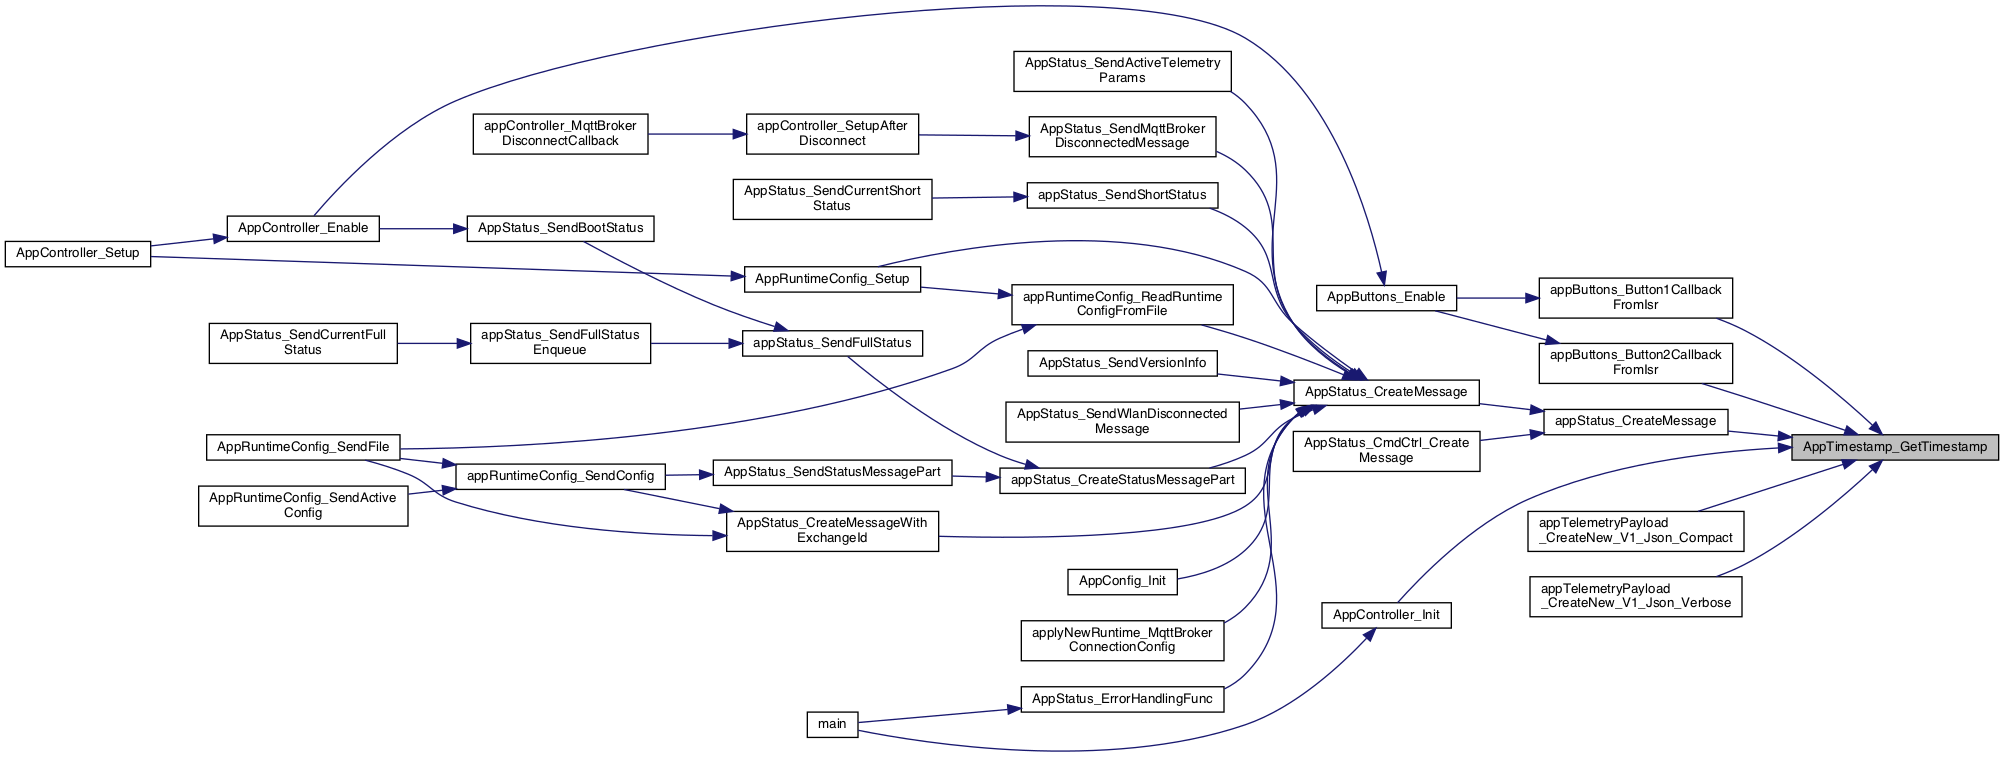 AppStatus_SendActiveTelemetry
Params
appController_MqttBroker
DisconnectCallback
appController_SetupAfter
Disconnect
AppStatus_SendMqttBroker
DisconnectedMessage
AppStatus_SendCurrentShort
Status
appStatus_SendShortStatus
AppController_Setup
AppController_Enable
AppStatus_SendBootStatus
AppRuntimeConfig_Setup
appRuntimeConfig_ReadRuntime
ConfigFromFile
AppButtons_Enable
appButtons_Button1Callback
FromIsr
AppStatus_SendCurrentFull
Status
appStatus_SendFullStatus
Enqueue
appStatus_SendFullStatus
AppStatus_SendVersionInfo
appButtons_Button2Callback
FromIsr
AppStatus_CreateMessage
AppStatus_SendWlanDisconnected
Message
appStatus_CreateMessage
AppStatus_CmdCtrl_Create
Message
AppTimestamp_GetTimestamp
AppRuntimeConfig_SendFile
appRuntimeConfig_SendConfig
AppStatus_SendStatusMessagePart
appStatus_CreateStatusMessagePart
AppRuntimeConfig_SendActive
Config
AppStatus_CreateMessageWith
ExchangeId
appTelemetryPayload
_CreateNew_V1_Json_Compact
AppConfig_Init
appTelemetryPayload
_CreateNew_V1_Json_Verbose
AppController_Init
applyNewRuntime_MqttBroker
ConnectionConfig
AppStatus_ErrorHandlingFunc
main